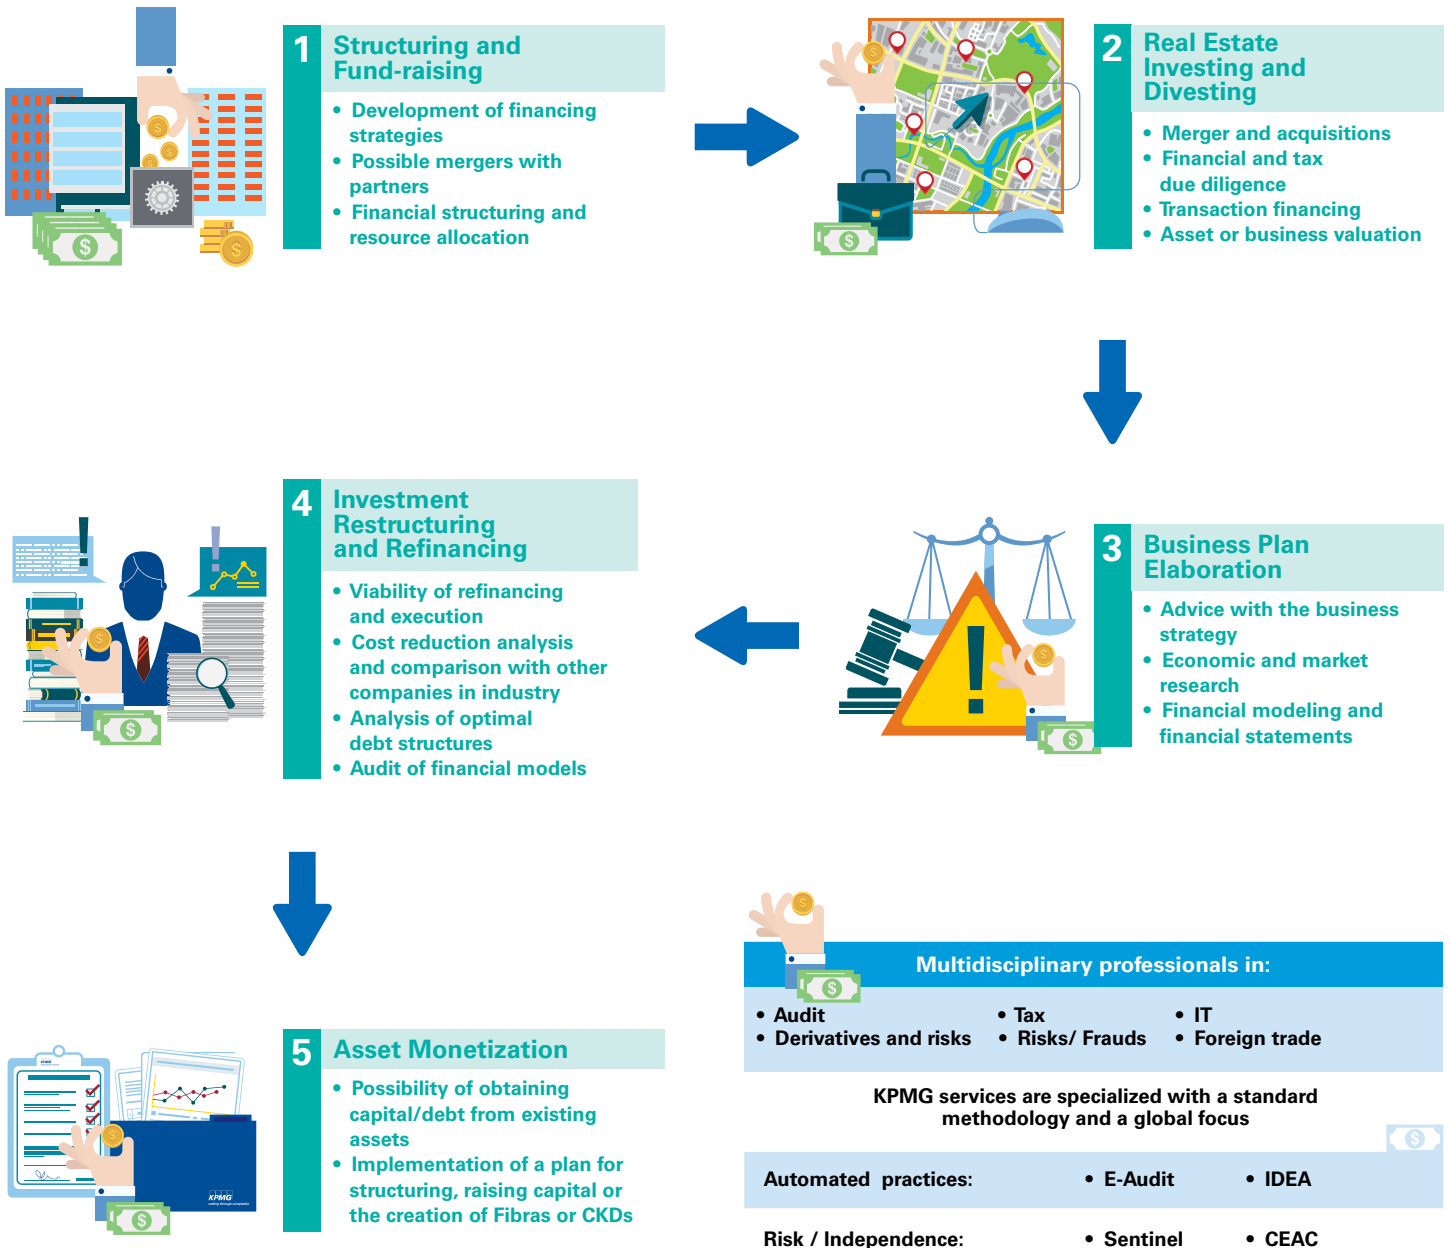 1
Structuring and
Fund-raising
• Development of financing
strategies
• Possible mergers with
partners
• Financial structuring and
resource allocation
2
Real Estate
Investing and
Divesting
• Merger and acquisitions
• Financial and tax
due diligence
• Transaction financing
• Asset or business valuation
3
Business Plan
Elaboration
• Advice with the business
strategy
• Economic and market
research
• Financial modeling and
financial statements
4
Investment
Restructuring
and Refinancing
• Viability of refinancing
and execution
• Cost reduction analysis
and comparison with other
companies in industry
• Analysis of optimal
debt structures
• Audit of financial models
5
Asset Monetization
• Possibility of obtaining
capital/debt from existing
assets
• Implementation of a plan for
structuring, raising capital or
the creation of Fibras or CKDs
KPMG
Multidisciplinary professionals in:
• Audit • Tax • IT
• Derivatives and risks • Risks/ Frauds • Foreign trade
KPMG services are specialized with a standard
methodology and a global focus
Automated practices: • E-Audit • IDEA
Risk / Independence: • Sentinel • CEAC